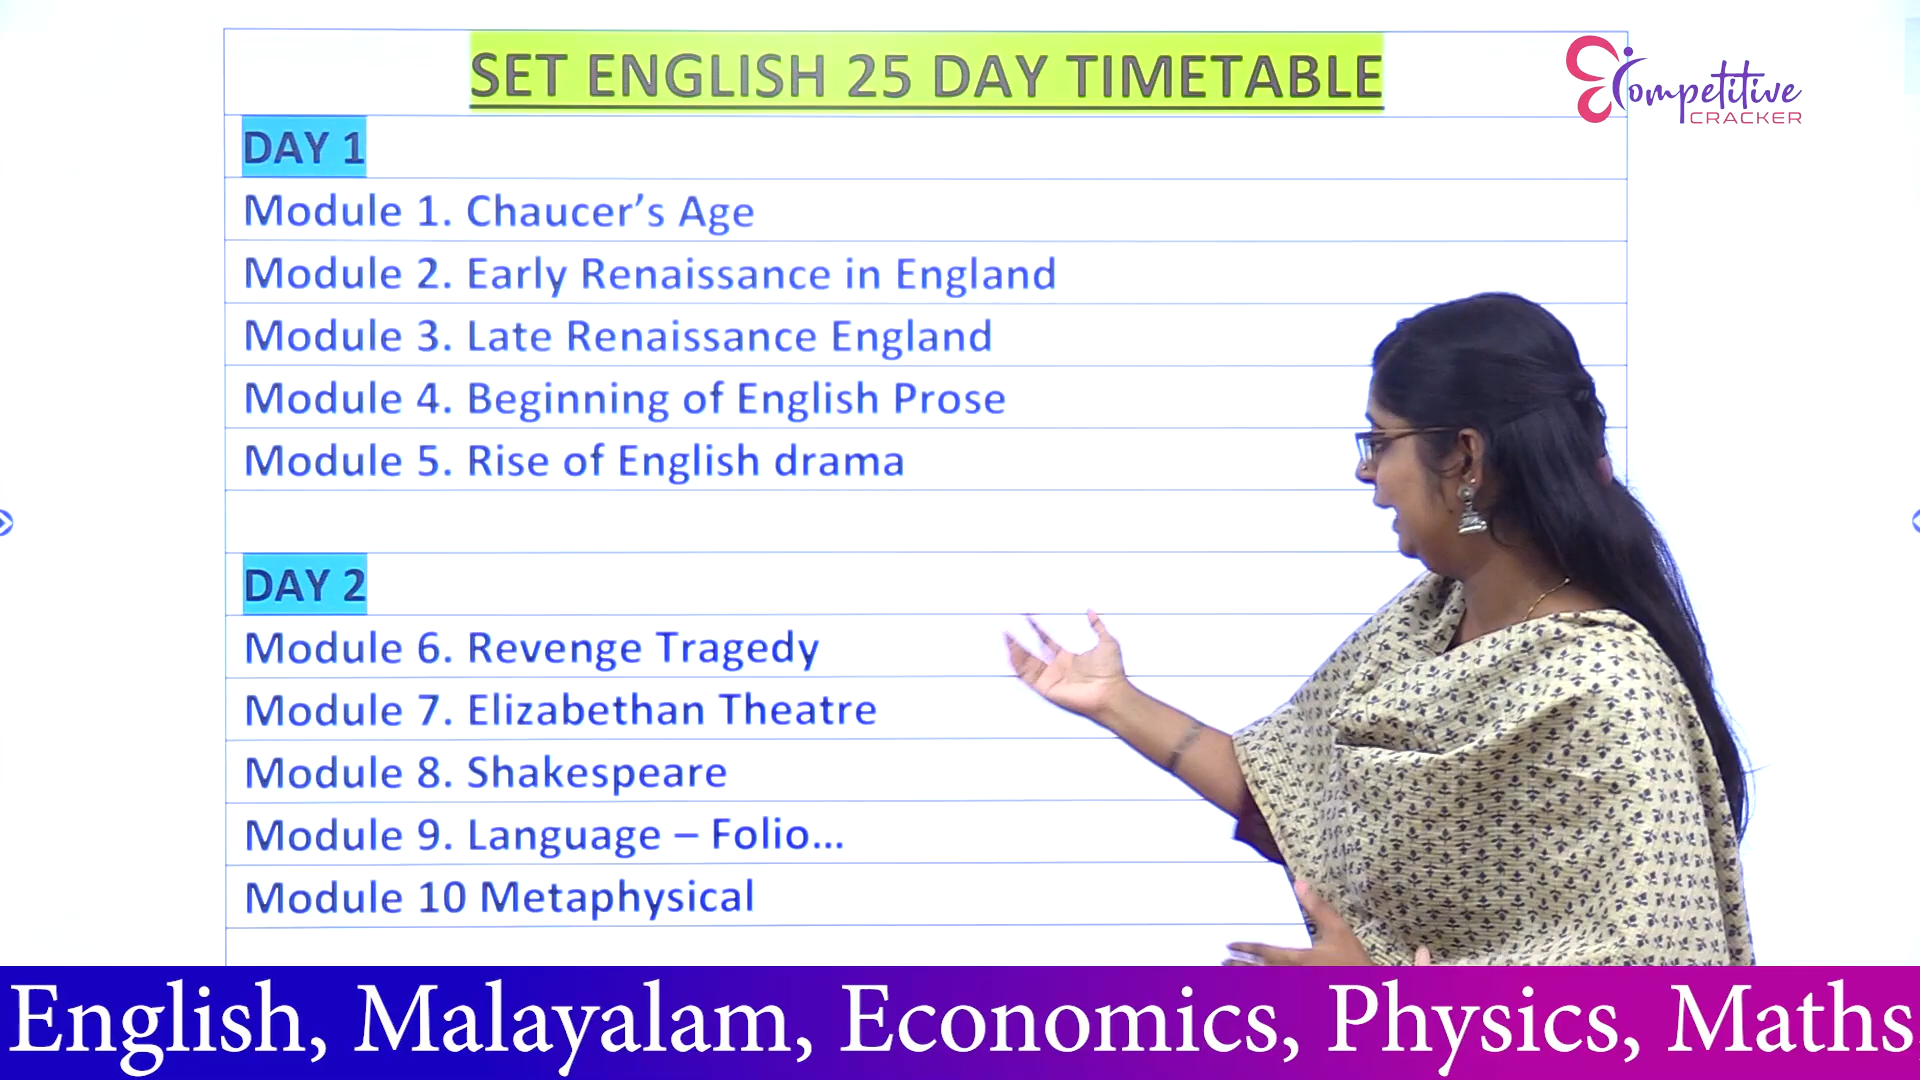 SET ENGLISH 25 DAY TIMETABLE
Competitive
CRACKER
DAY 1
Module 1. Chaucer’s Age
Module 2. Early Renaissance in England
Module 3. Late Renaissance England
Module 4. Beginning of English Prose
Module 5. Rise of English drama
DAY 2
Module 6. Revenge Tragedy
Module 7. Elizabethan Theatre
Module 8. Shakespeare
Module 9. Language – Folio...
Module 10 Metaphysical
English, Malayalam, Economics, Physics, Maths